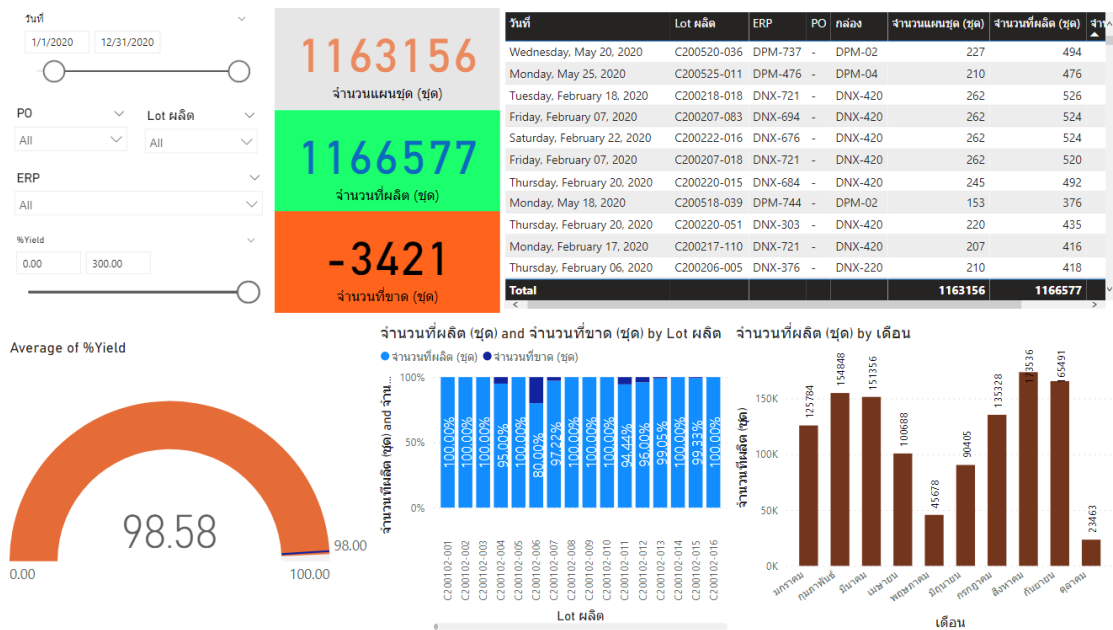 วันที่
1/1/2020 12/31/2020
PO
All
Lot ผลิต
All
ERP
All
%Yield
0.00 300.00
1163156
จำนวนแผนชุด (ชุด)
1166577
จำนวนที่ผลิต (ชุด)
-3421
จำนวนที่ขาด (ชุด)
วันที่ Lot ผลิต ERP PO กล่อง จำนวนแผนชุด (ชุด) จำนวนที่ผลิต (ชุด)
Wednesday, May 20, 2020 C200520-036 DPM-737 - DPM-02 227 494
Monday, May 25, 2020 C200525-011 DPM-476 - DPM-04 210 476
Tuesday, February 18, 2020 C200218-018 DNX-721 - DNX-420 262 526
Friday, February 07, 2020 C200207-083 DNX-694 - DNX-420 262 524
Saturday, February 22, 2020 C200222-016 DNX-676 - DNX-420 262 524
Friday, February 07, 2020 C200207-018 DNX-721 - DNX-420 262 520
Thursday, February 20, 2020 C200220-015 DNX-684 - DNX-420 245 492
Monday, May 18, 2020 C200518-039 DPM-744 - DPM-02 153 376
Thursday, February 20, 2020 C200220-051 DNX-303 - DNX-420 220 435
Monday, February 17, 2020 C200217-110 DNX-721 - DNX-420 207 416
Thursday, February 06, 2020 C200206-005 DNX-376 - DNX-220 210 418
Total 1163156 1166577
Average of %Yield
98.58
98.00
0.00 100.00
จำนวนที่ผลิต (ชุด) and จำนวนที่ขาด (ชุด) by Lot ผลิต
จำนวนที่ผลิต (ชุด) จำนวนที่ขาด (ชุด)
จำนวนที่ผลิต (ชุด) and จำน...
100%
50%
0%
100.00% 100.00% 100.00% 95.00% 100.00% 80.00% 97.22% 100.00% 100.00% 100.00% 94.44% 96.00% 99.05% 100.00% 99.33% 100.00%
C200102-001 C200102-002 C200102-003 C200102-004 C200102-005 C200102-006 C200102-007 C200102-008 C200102-009 C200102-010 C200102-011 C200102-012 C200102-013 C200102-014 C200102-015 C200102-016
Lot ผลิต
จำนวนที่ผลิต (ชุด) by เดือน
จำนวนที่ผลิต (ชุด)
150K
100K
50K
0K
125784 154848 151356 100688 45678 90405 135328 173536 165491 23463
มกราคม กุมภาพันธ์ มีนาคม เมษายน พฤษภาคม มิถุนายน กรกฎาคม สิงหาคม กันยายน ตุลาคม
เดือน